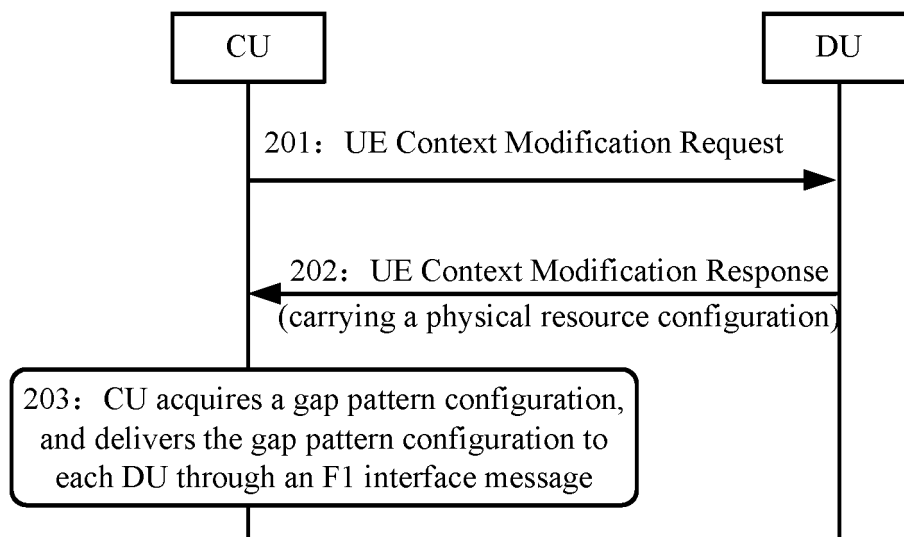 CU
DU
201: UE Context Modification Request
202: UE Context Modification Response
(carrying a physical resource configuration)
203: CU acquires a gap pattern configuration,
and delivers the gap pattern configuration to
each DU through an F1 interface message